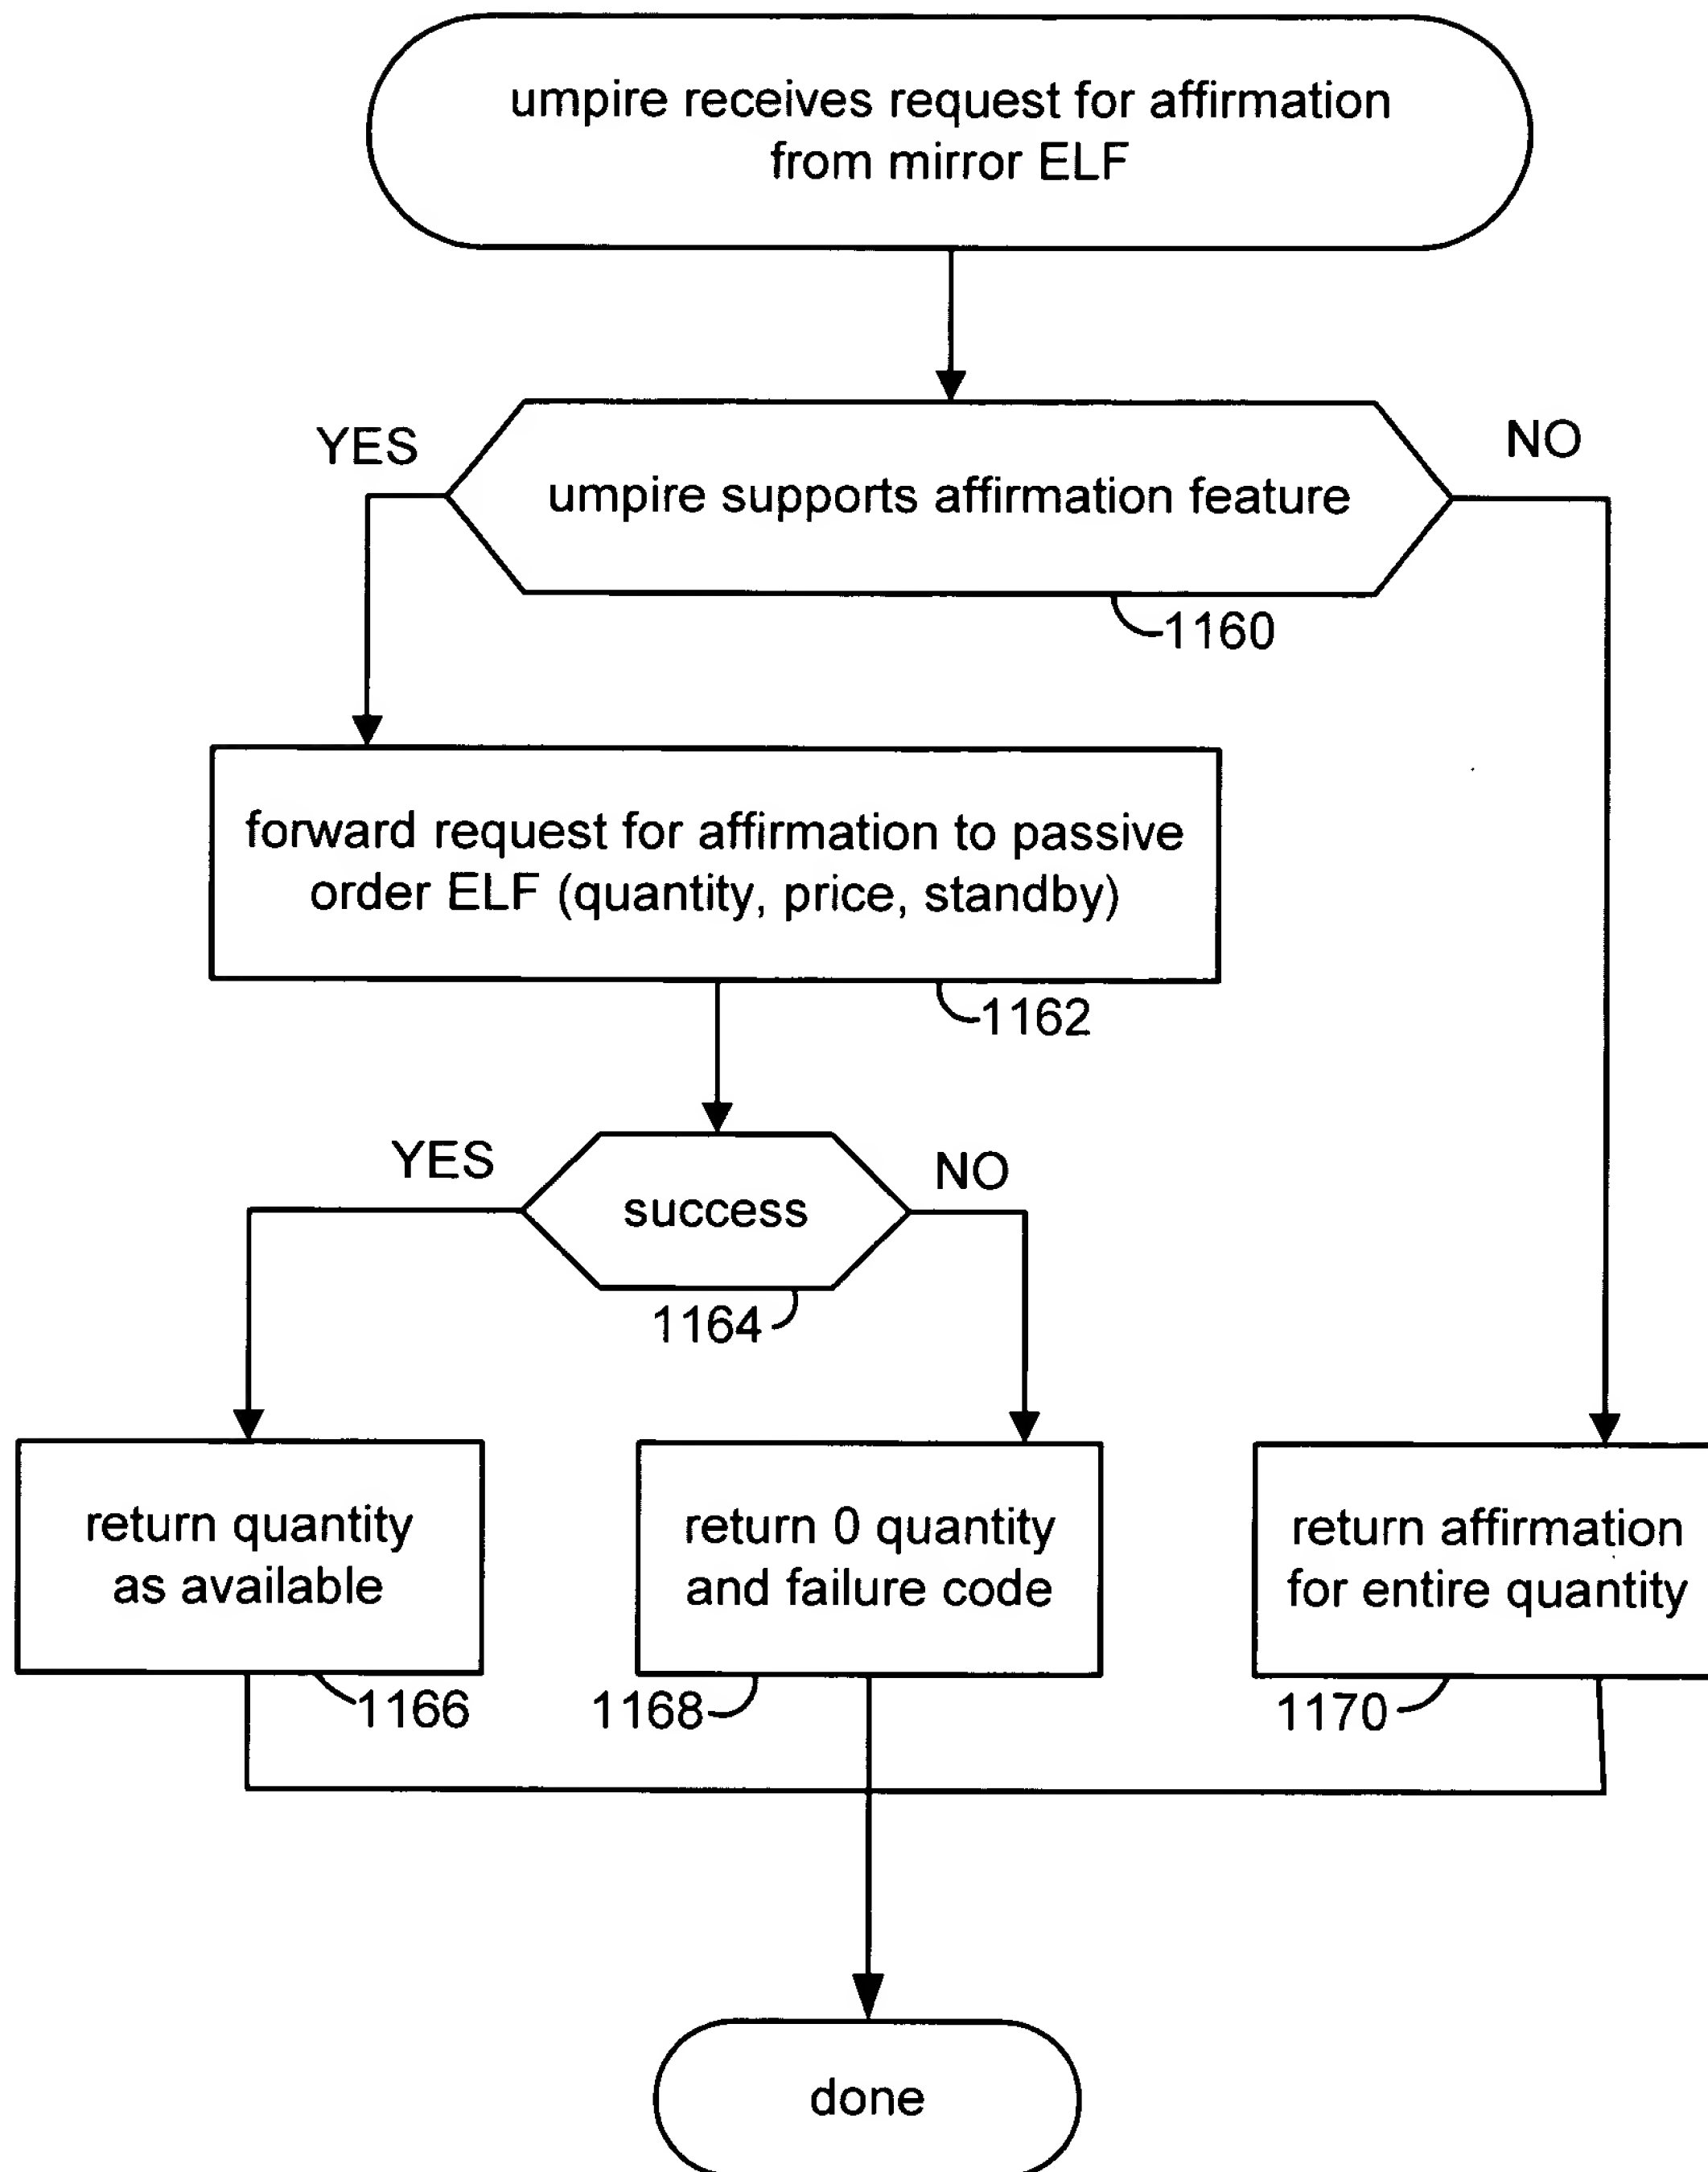 umpire receives request for affirmation
from mirror ELF
YES
NO
umpire supports affirmation feature
1160
forward request for affirmation to passive
order ELF (quantity, price, standby)
1162
YES
NO
success
1164
return quantity
as available
return 0 quantity
and failure code
return affirmation
for entire quantity
1166
1168
1170
done